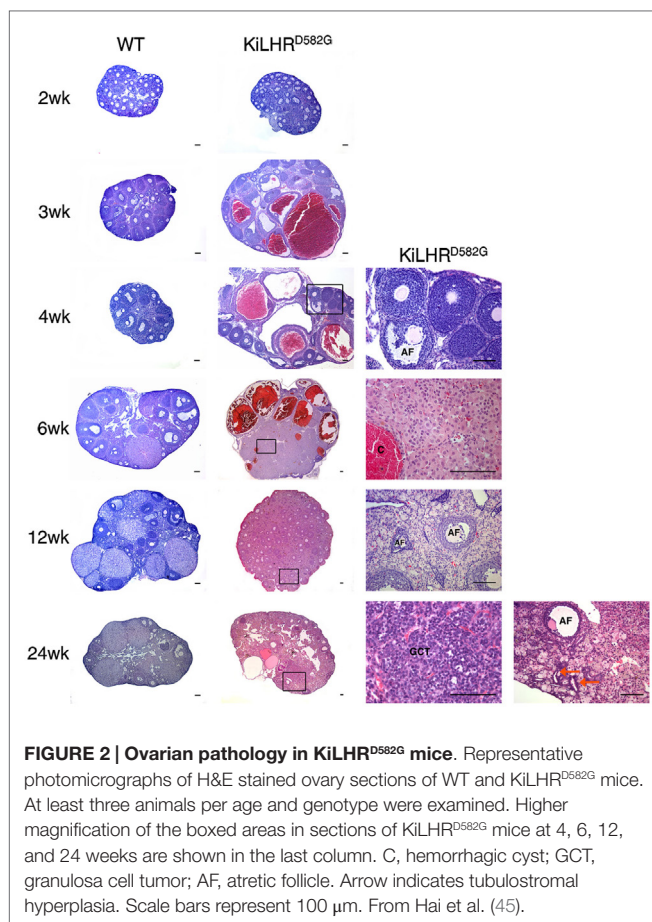 WT
KiLHRD582G
2wk
3wk
KiLHRD582G
4wk
AF
6wk
C
12wk
AF
AF
24wk
GCT
AF
FIGURE 2 | Ovarian pathology in KiLHRD582G mice. Representative
photomicrographs of H&E stained ovary sections of WT and KiLHRD582G mice.
At least three animals per age and genotype were examined. Higher
magnification of the boxed areas in sections of KiLHRD582G mice at 4, 6, 12,
and 24 weeks are shown in the last column. C, hemorrhagic cyst; GCT,
granulosa cell tumor; AF, atretic follicle. Arrow indicates tubulostromal
hyperplasia. Scale bars represent 100 μm. From Hai et al. (45).